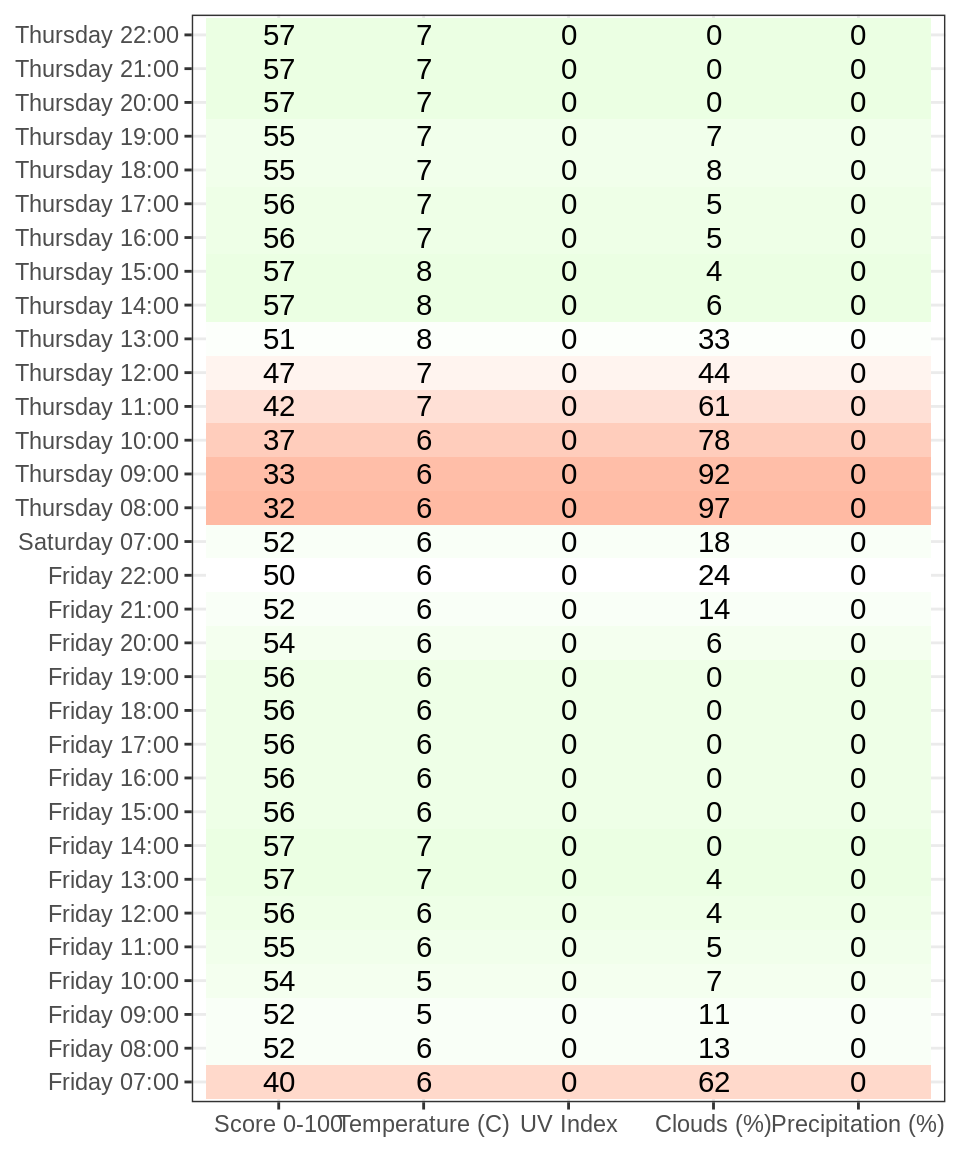 Thursday 22:00 57 7 0 0 0
Thursday 21:00 57 7 0 0 0
Thursday 20:00 57 7 0 0 0
Thursday 19:00 55 7 0 7 0
Thursday 18:00 55 7 0 8 0
Thursday 17:00 56 7 0 5 0
Thursday 16:00 56 7 0 5 0
Thursday 15:00 57 8 0 4 0
Thursday 14:00 57 8 0 6 0
Thursday 13:00 51 8 0 33 0
Thursday 12:00 47 7 0 44 0
Thursday 11:00 42 7 0 61 0
Thursday 10:00 37 6 0 78 0
Thursday 09:00 33 6 0 92 0
Thursday 08:00 32 6 0 97 0
Saturday 07:00 52 6 0 18 0
Friday 22:00 50 6 0 24 0
Friday 21:00 52 6 0 14 0
Friday 20:00 54 6 0 6 0
Friday 19:00 56 6 0 0 0
Friday 18:00 56 6 0 0 0
Friday 17:00 56 6 0 0 0
Friday 16:00 56 6 0 0 0
Friday 15:00 56 6 0 0 0
Friday 14:00 57 7 0 0 0
Friday 13:00 57 7 0 4 0
Friday 12:00 56 6 0 4 0
Friday 11:00 55 6 0 5 0
Friday 10:00 54 5 0 7 0
Friday 09:00 52 5 0 11 0
Friday 08:00 52 6 0 13 0
Friday 07:00 40 6 0 62 0
Score 0-100 Temperature (C) UV Index Clouds (%) Precipitation (%)